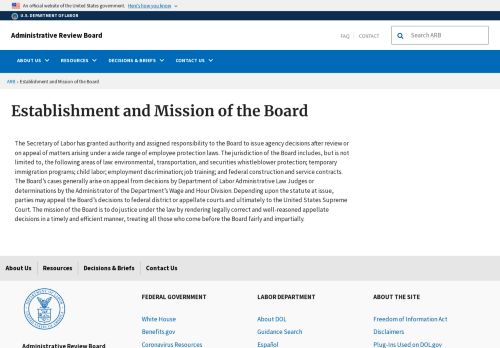 An official website of the United States government. Here's how you know
U.S. DEPARTMENT OF LABOR
Administrative Review Board
FAQ CONTACT
Search ARB
ABOUT US RESOURCES DECISIONS & BRIEFS CONTACT US
ARB › Establishment and Mission of the Board
Establishment and Mission of the Board
The Secretary of Labor has granted authority and assigned responsibility to the Board to issue agency decisions after review or
on appeal of matters arising under a wide range of employee protection laws. The jurisdiction of the Board includes, but is not
limited to, the following areas of law: environmental, transportation, and securities whistleblower protection; temporary
immigration programs; child labor; employment discrimination; job training; and federal construction and service contracts.
The Board's cases generally arise on appeal from decisions by Department of Labor Administrative Law Judges or
determinations by the Administrator of the Department's Wage and Hour Division. Depending upon the statute at issue,
parties may appeal the Board's decisions to federal district or appellate courts and ultimately to the United States Supreme
Court. The mission of the Board is to do justice under the law by rendering legally correct and well-reasoned appellate
decisions in a timely and efficient manner, treating all those who come before the Board fairly and impartially.
About Us Resources Decisions & Briefs Contact Us
FEDERAL GOVERNMENT LABOR DEPARTMENT ABOUT THE SITE
White House About DOL Freedom of Information Act
Benefits.gov Guidance Search Disclaimers
Administrative Review Board Coronavirus Resources Español Plug-Ins Used on DOL.gov